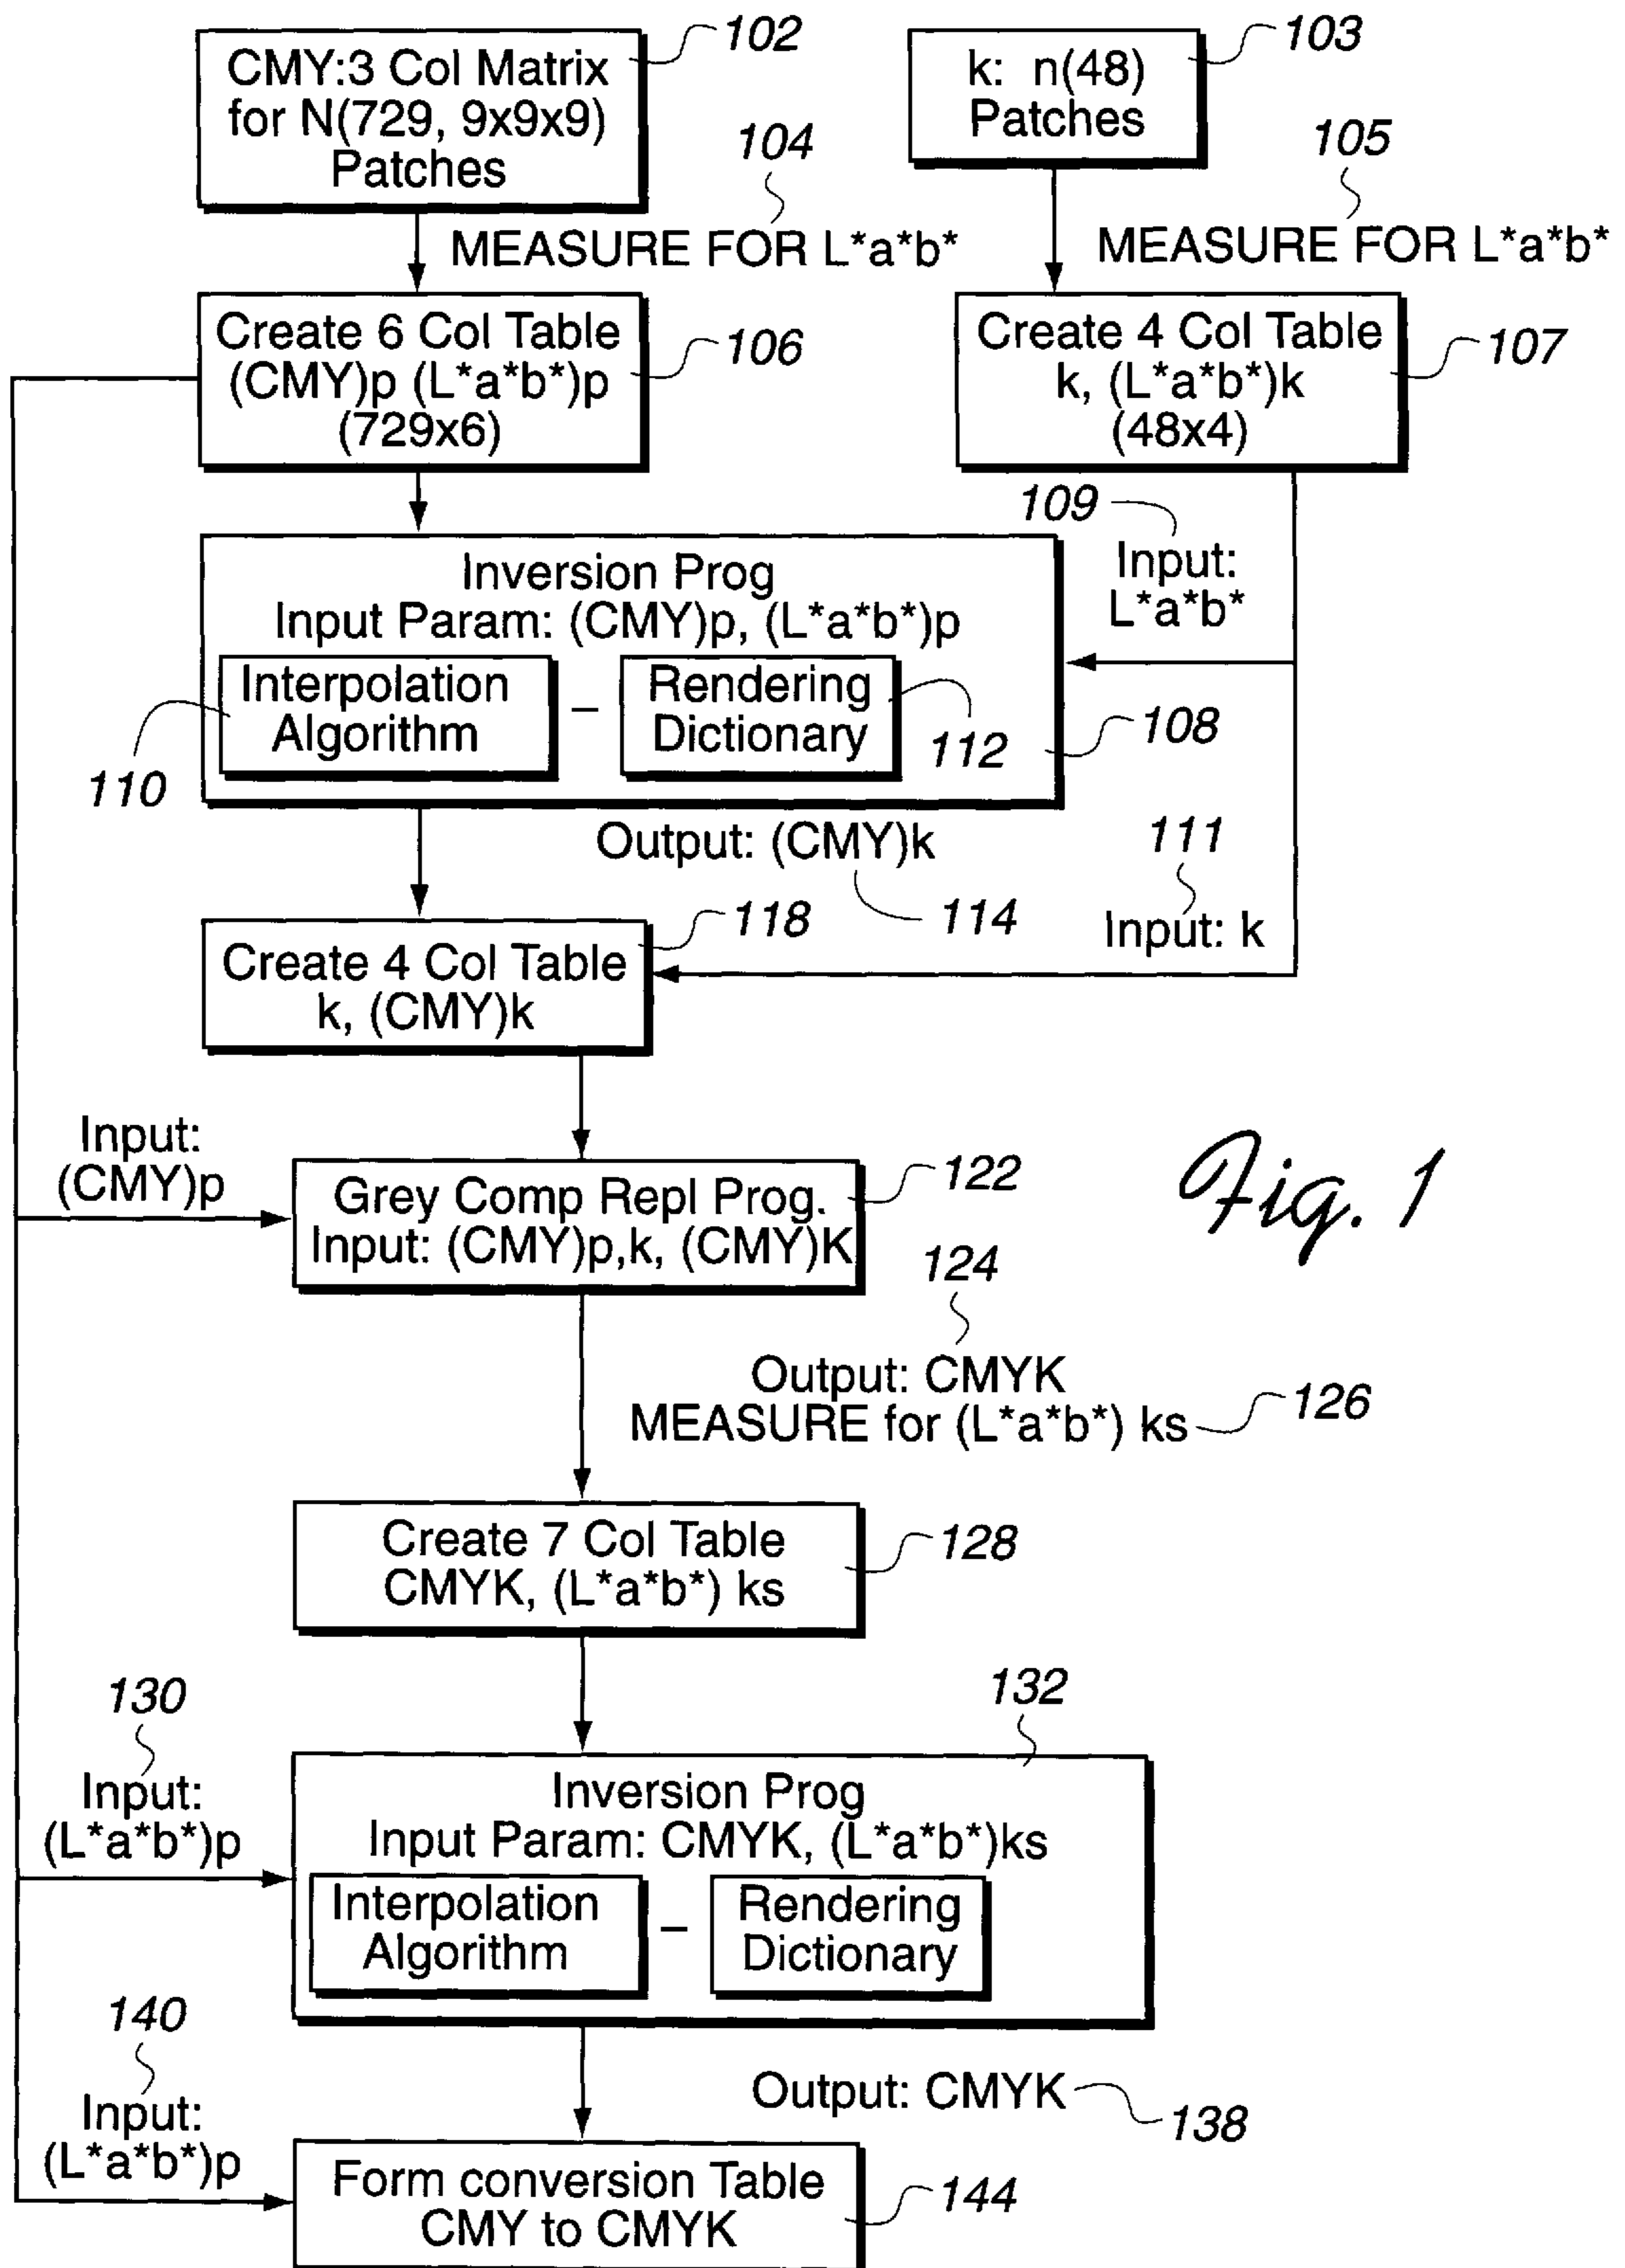 102
CMY:3 Col Matrix
for N(729, 9x9x9)
Patches
103
k: n(48)
Patches
104
MEASURE FOR L*a*b*
105
MEASURE FOR L*a*b*
Create 6 Col Table
(CMY)p (L*a*b*)p
(729x6)
106
Create 4 Col Table
k, (L*a*b*)k
(48x4)
107
109
Input:
L*a*b*
Inversion Prog
Input Param: (CMY)p, (L*a*b*)p
Interpolation
Algorithm
–
Rendering
Dictionary
110
112
108
Output: (CMY)k
114
111
Input: k
118
Create 4 Col Table
k, (CMY)k
Input:
(CMY)p
Grey Comp Repl Prog.
Input: (CMY)p,k, (CMY)K
122
Fig. 1
124
Output: CMYK
MEASURE for (L*a*b*) ks
126
Create 7 Col Table
CMYK, (L*a*b*) ks
128
130
Input:
(L*a*b*)p
132
Inversion Prog
Input Param: CMYK, (L*a*b*)ks
Interpolation
Algorithm
–
Rendering
Dictionary
Output: CMYK
138
140
Input:
(L*a*b*)p
Form conversion Table
CMY to CMYK
144